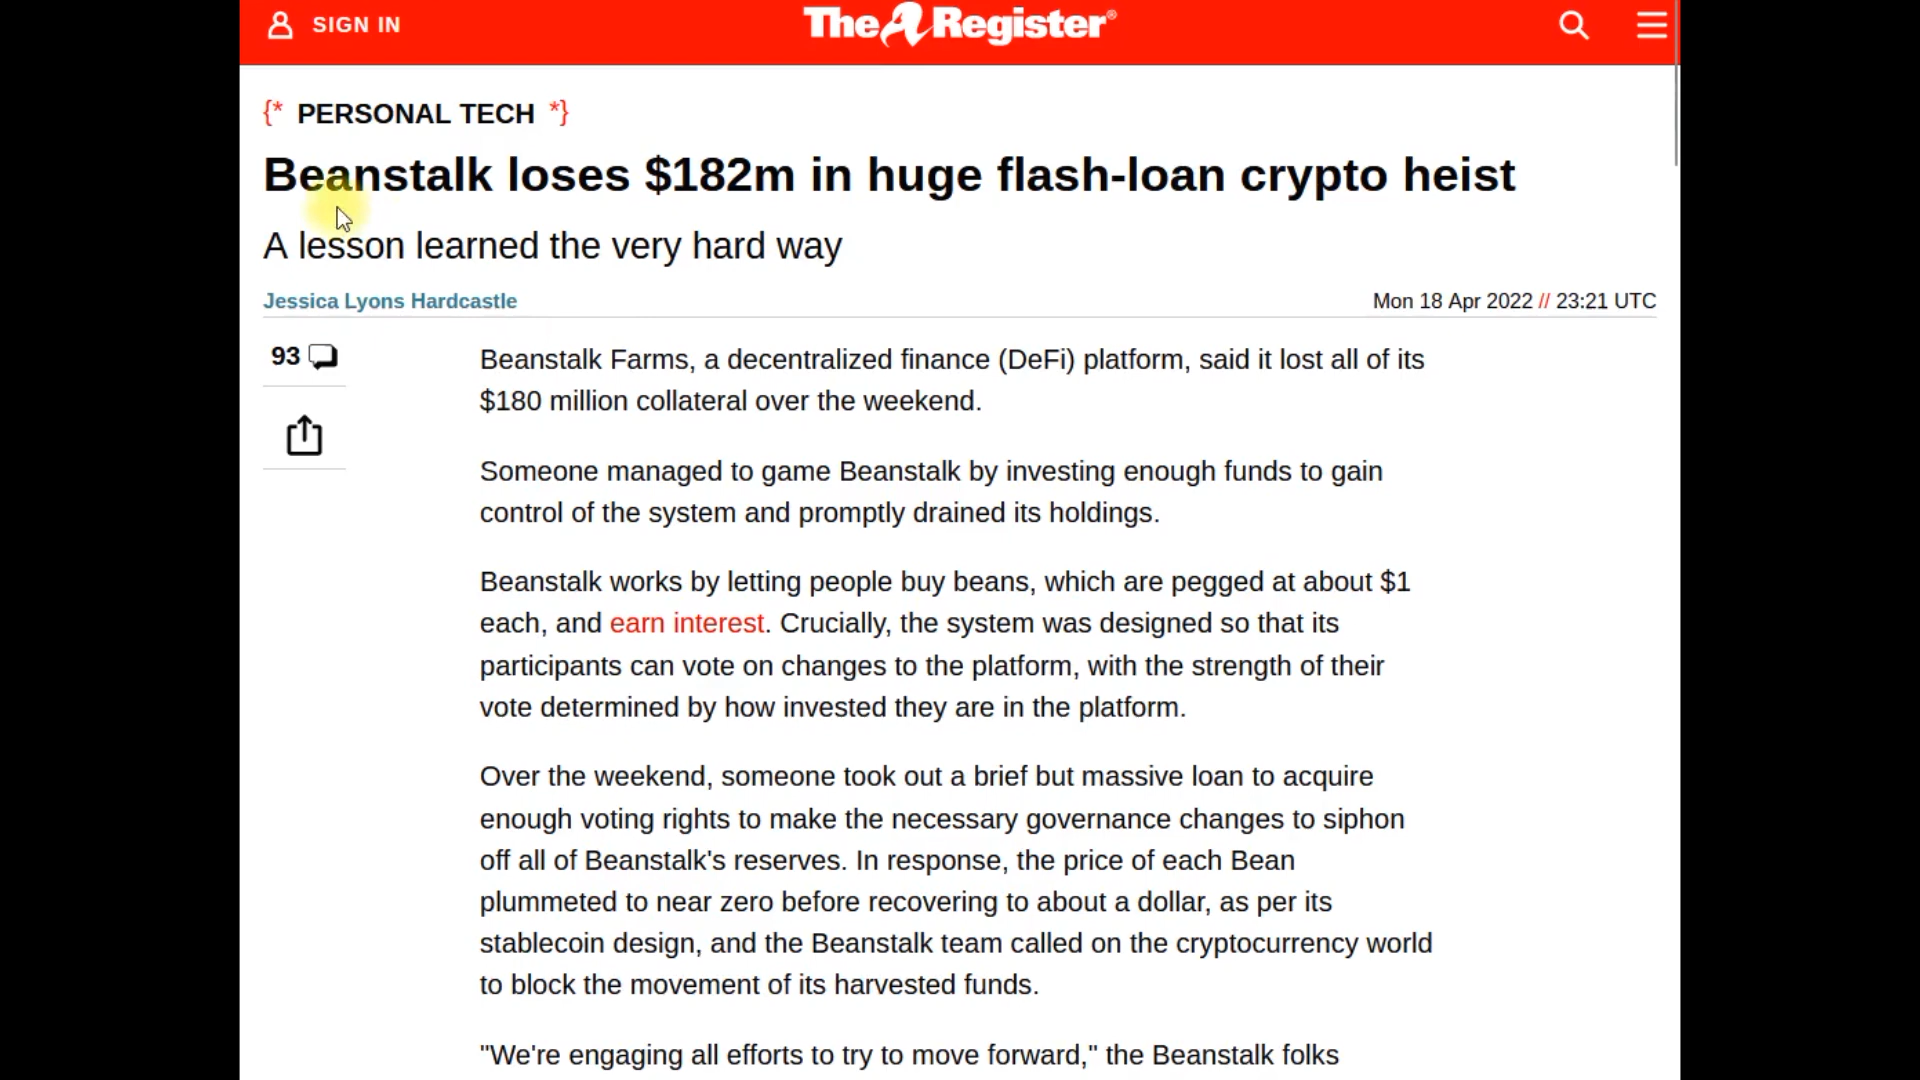 SIGN IN
The Register®
{* PERSONAL TECH *}
Beanstalk loses $182m in huge flash-loan crypto heist
A lesson learned the very hard way
Jessica Lyons Hardcastle
Mon 18 Apr 2022 // 23:21 UTC
93
Beanstalk Farms, a decentralized finance (DeFi) platform, said it lost all of its
$180 million collateral over the weekend.
Someone managed to game Beanstalk by investing enough funds to gain
control of the system and promptly drained its holdings.
Beanstalk works by letting people buy beans, which are pegged at about $1
each, and earn interest. Crucially, the system was designed so that its
participants can vote on changes to the platform, with the strength of their
vote determined by how invested they are in the platform.
Over the weekend, someone took out a brief but massive loan to acquire
enough voting rights to make the necessary governance changes to siphon
off all of Beanstalk's reserves. In response, the price of each Bean
plummeted to near zero before recovering to about a dollar, as per its
stablecoin design, and the Beanstalk team called on the cryptocurrency world
to block the movement of its harvested funds.
"We're engaging all efforts to try to move forward," the Beanstalk folks